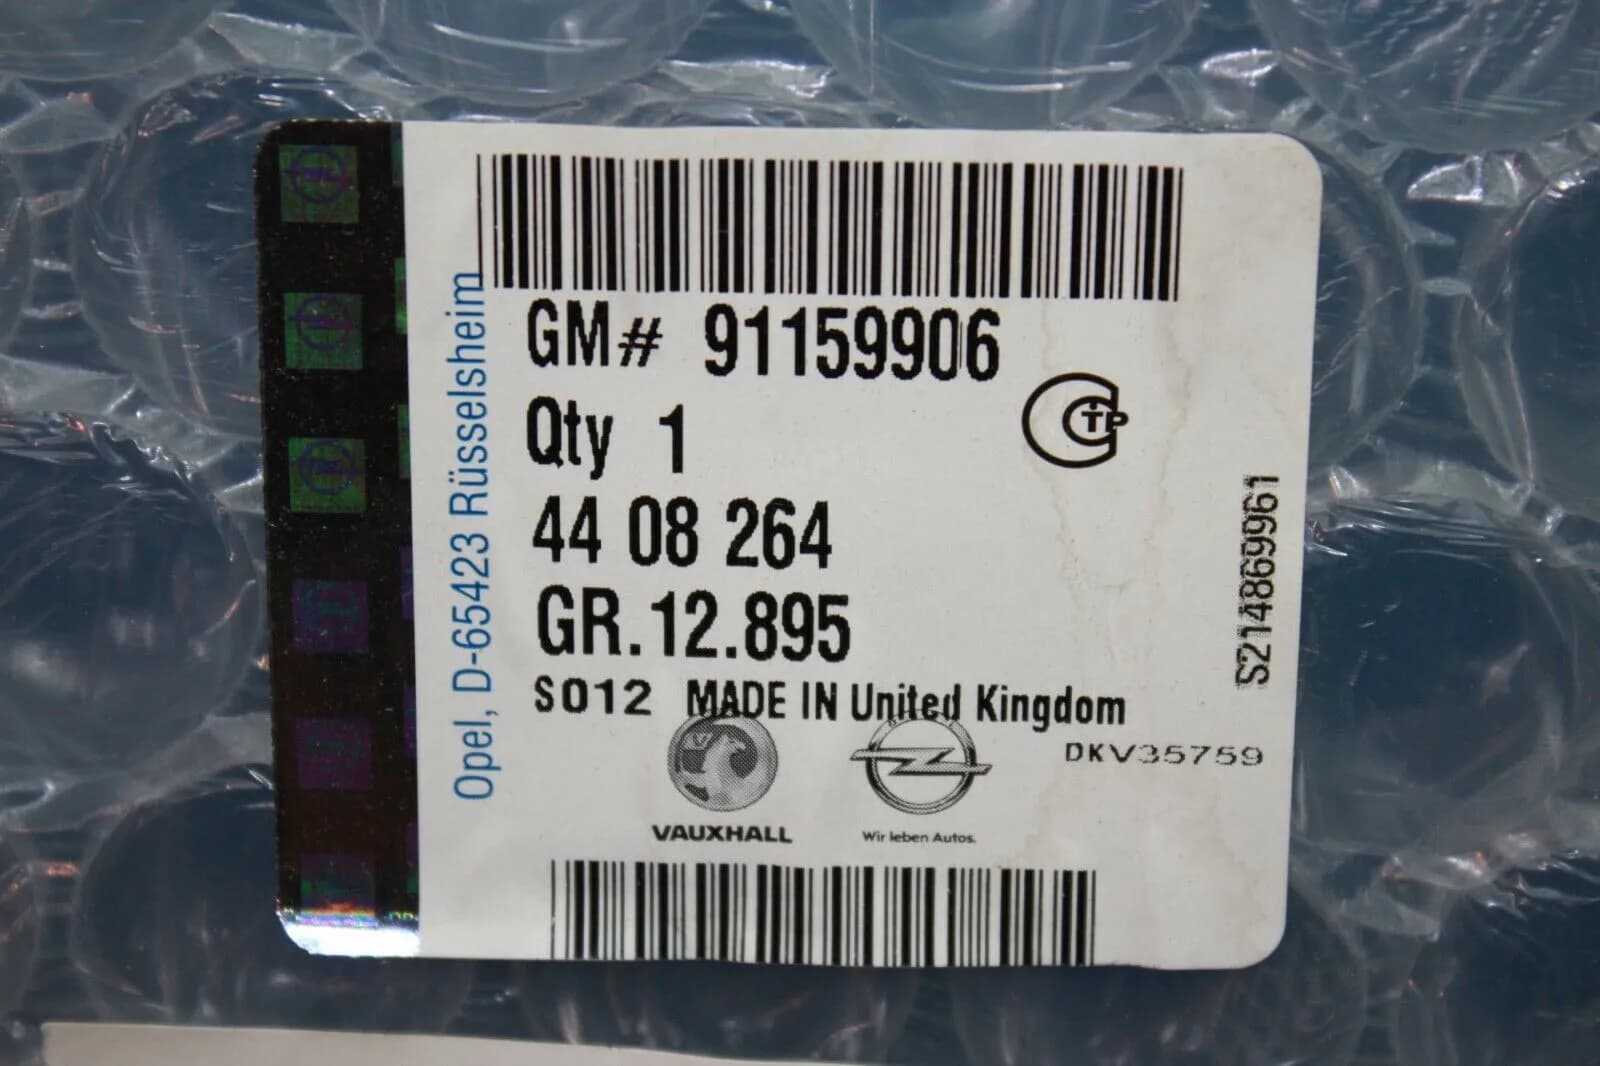 GM# 91159906
Qty 1
44 08 264
GR.12.895
S012 MADE IN United Kingdom
DKV35759
VAUXHALL
Wir leben Autos.
Opel, D-65423 Rüsselsheim
S214869961